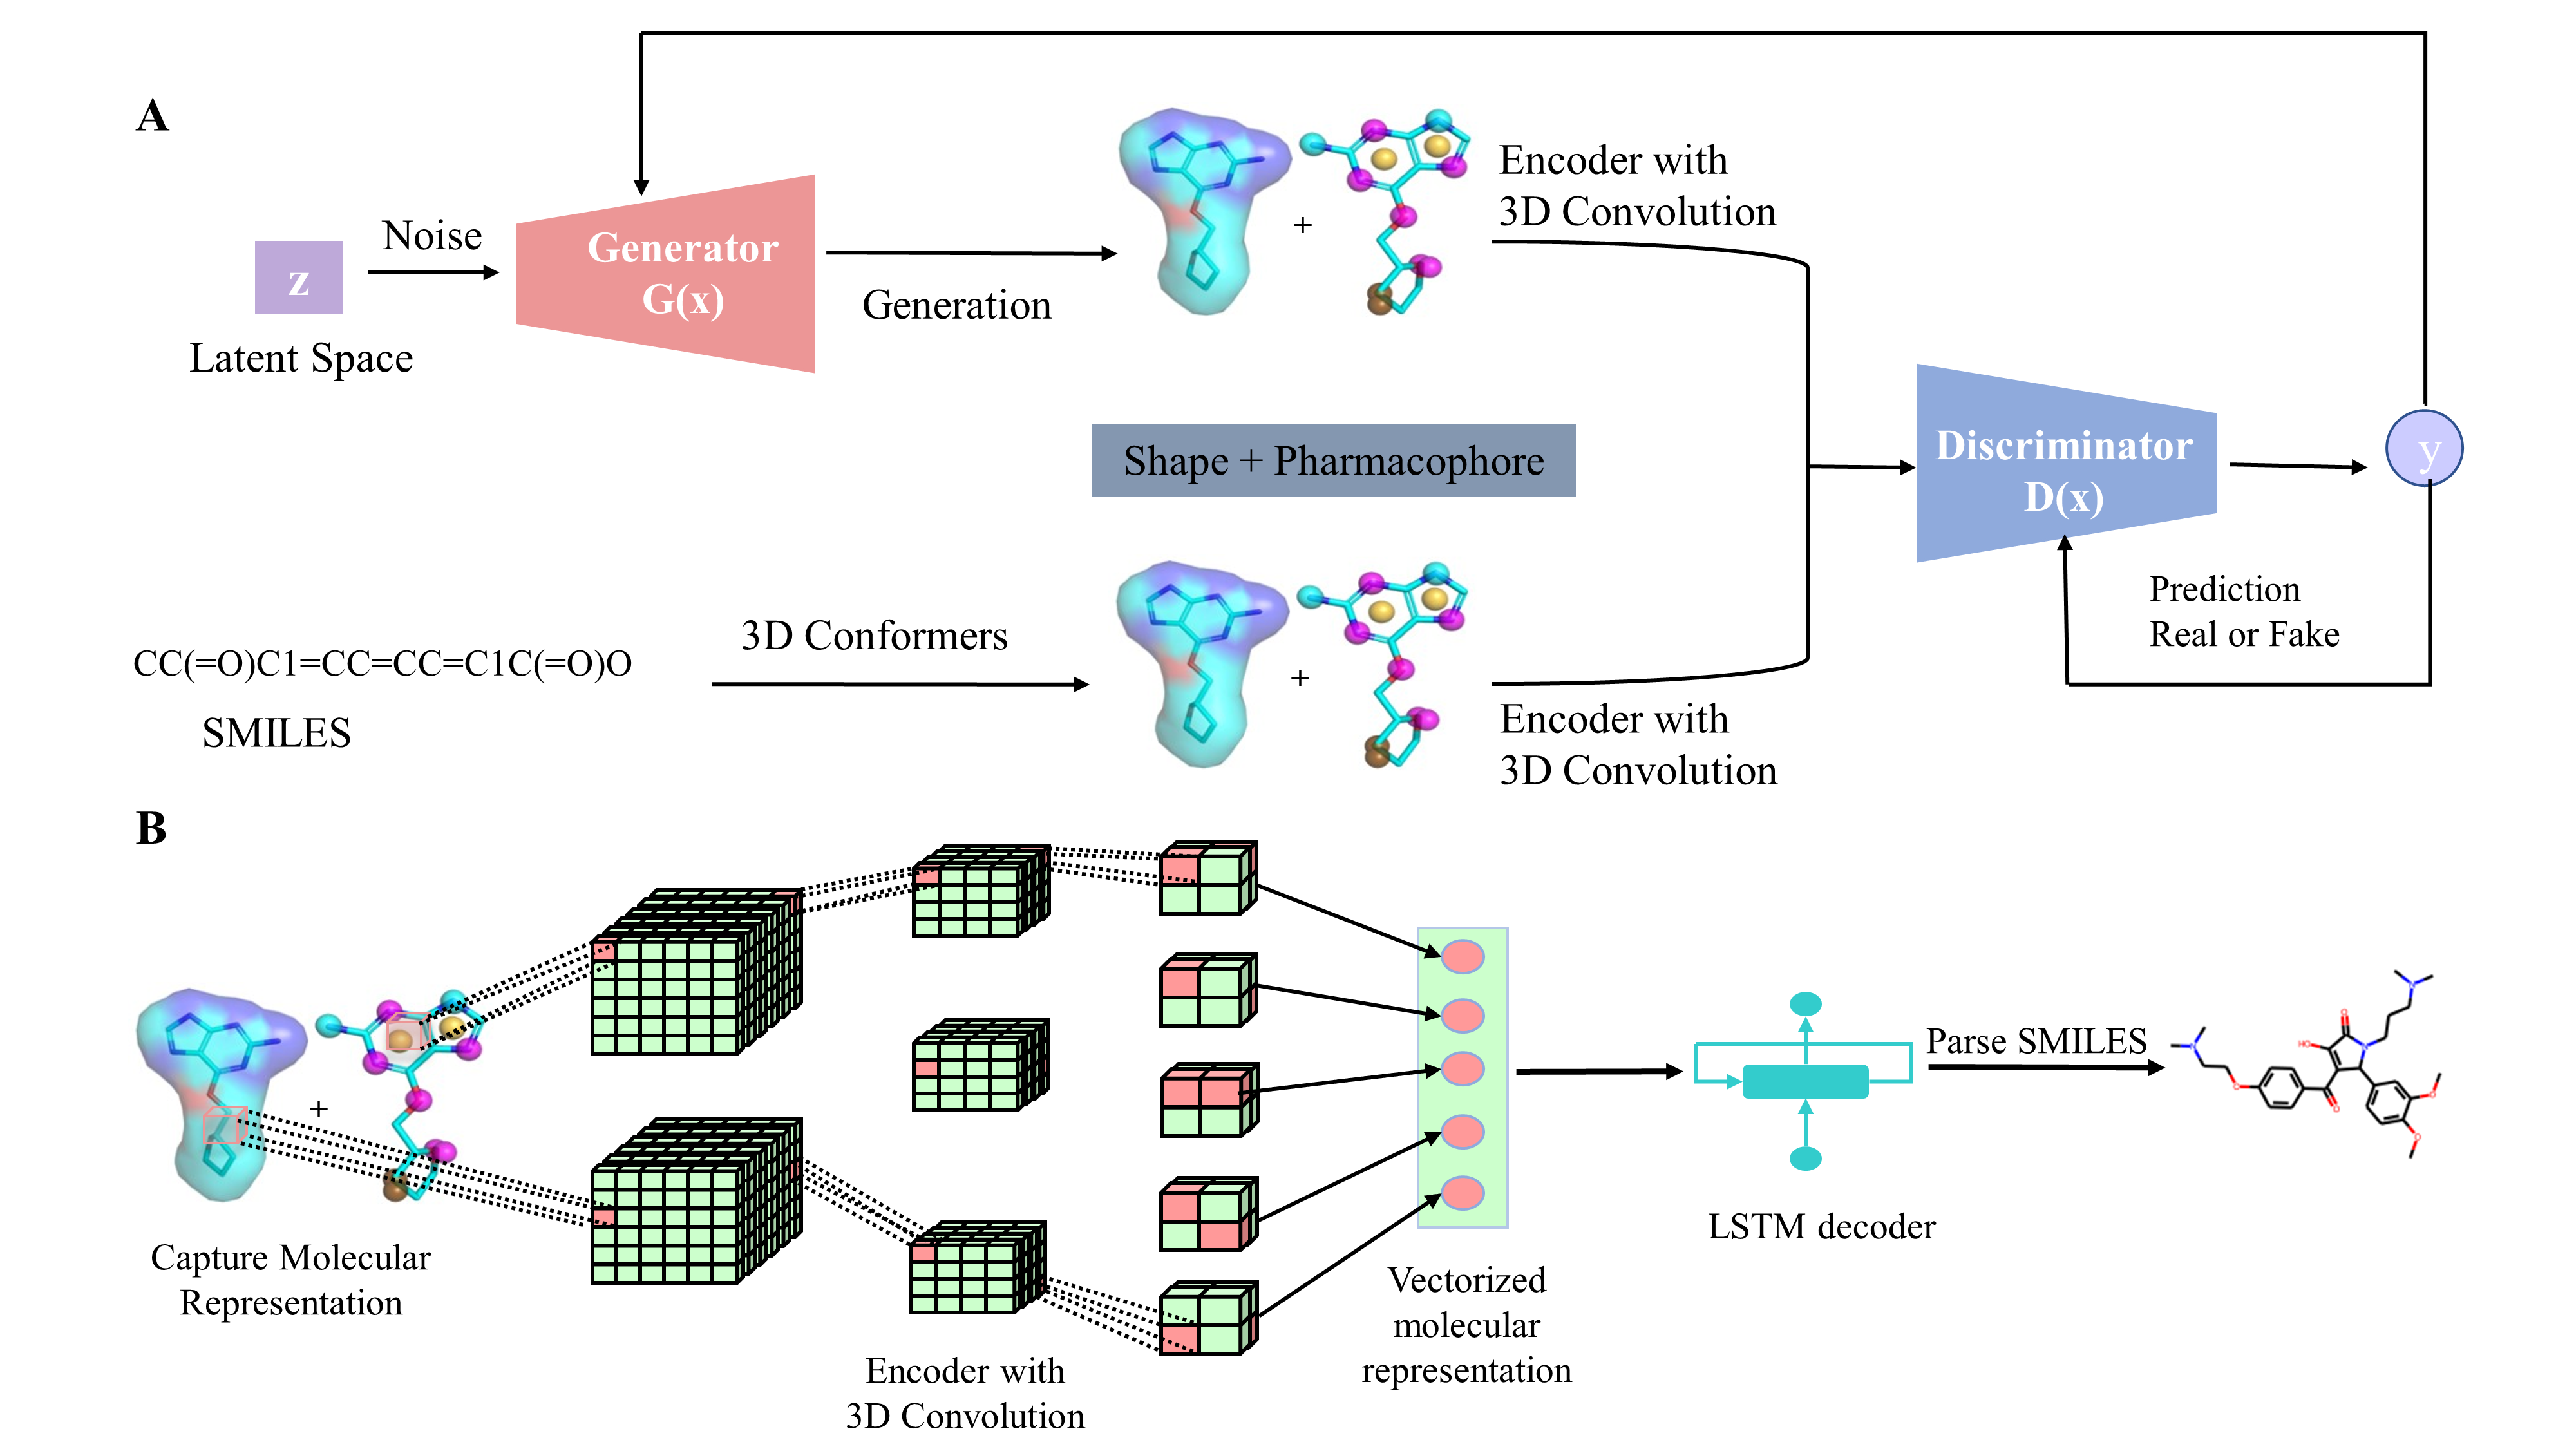 A
Noise
z
Generator
G(x)
Latent Space
Generation
+
Encoder with
3D Convolution
Shape + Pharmacophore
Discriminator
D(x)
y
Prediction
Real or Fake
CC(=O)C1=CC=CC=C1C(=O)O
SMILES
3D Conformers
+
Encoder with
3D Convolution
B
+
Capture Molecular
Representation
Encoder with
3D Convolution
Vectorized
molecular
representation
LSTM decoder
Parse SMILES
N
N
O
HO
N
O
O
O
O